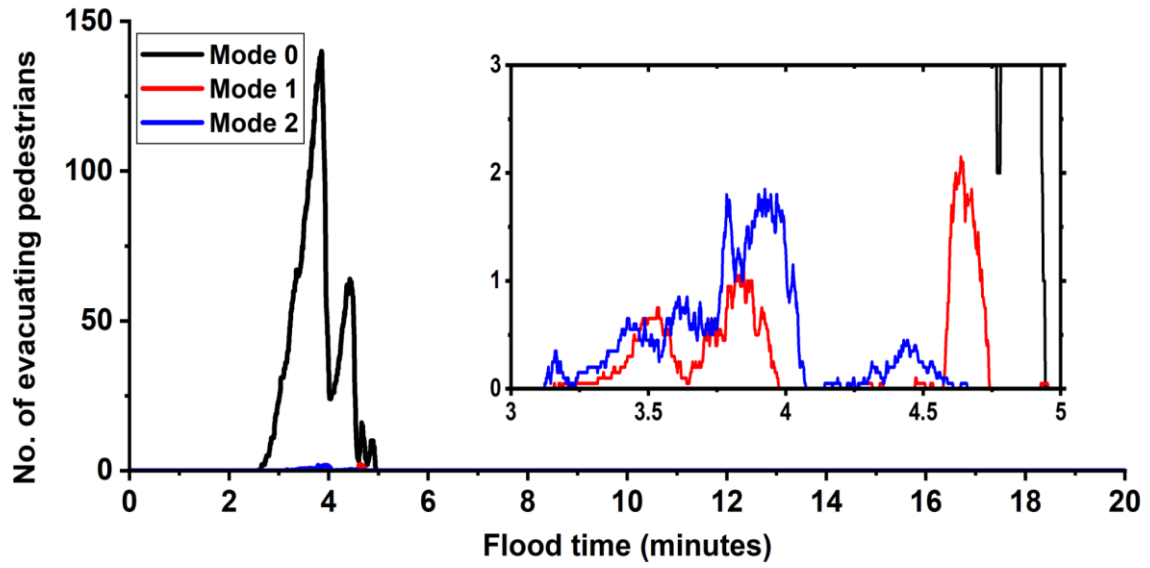 No. of evacuating pedestrians
150
100
50
0
Mode 0
Mode 1
Mode 2
3
2
1
0
3 3.5 4 4.5 5
0 2 4 6 8 10 12 14 16 18 20
Flood time (minutes)